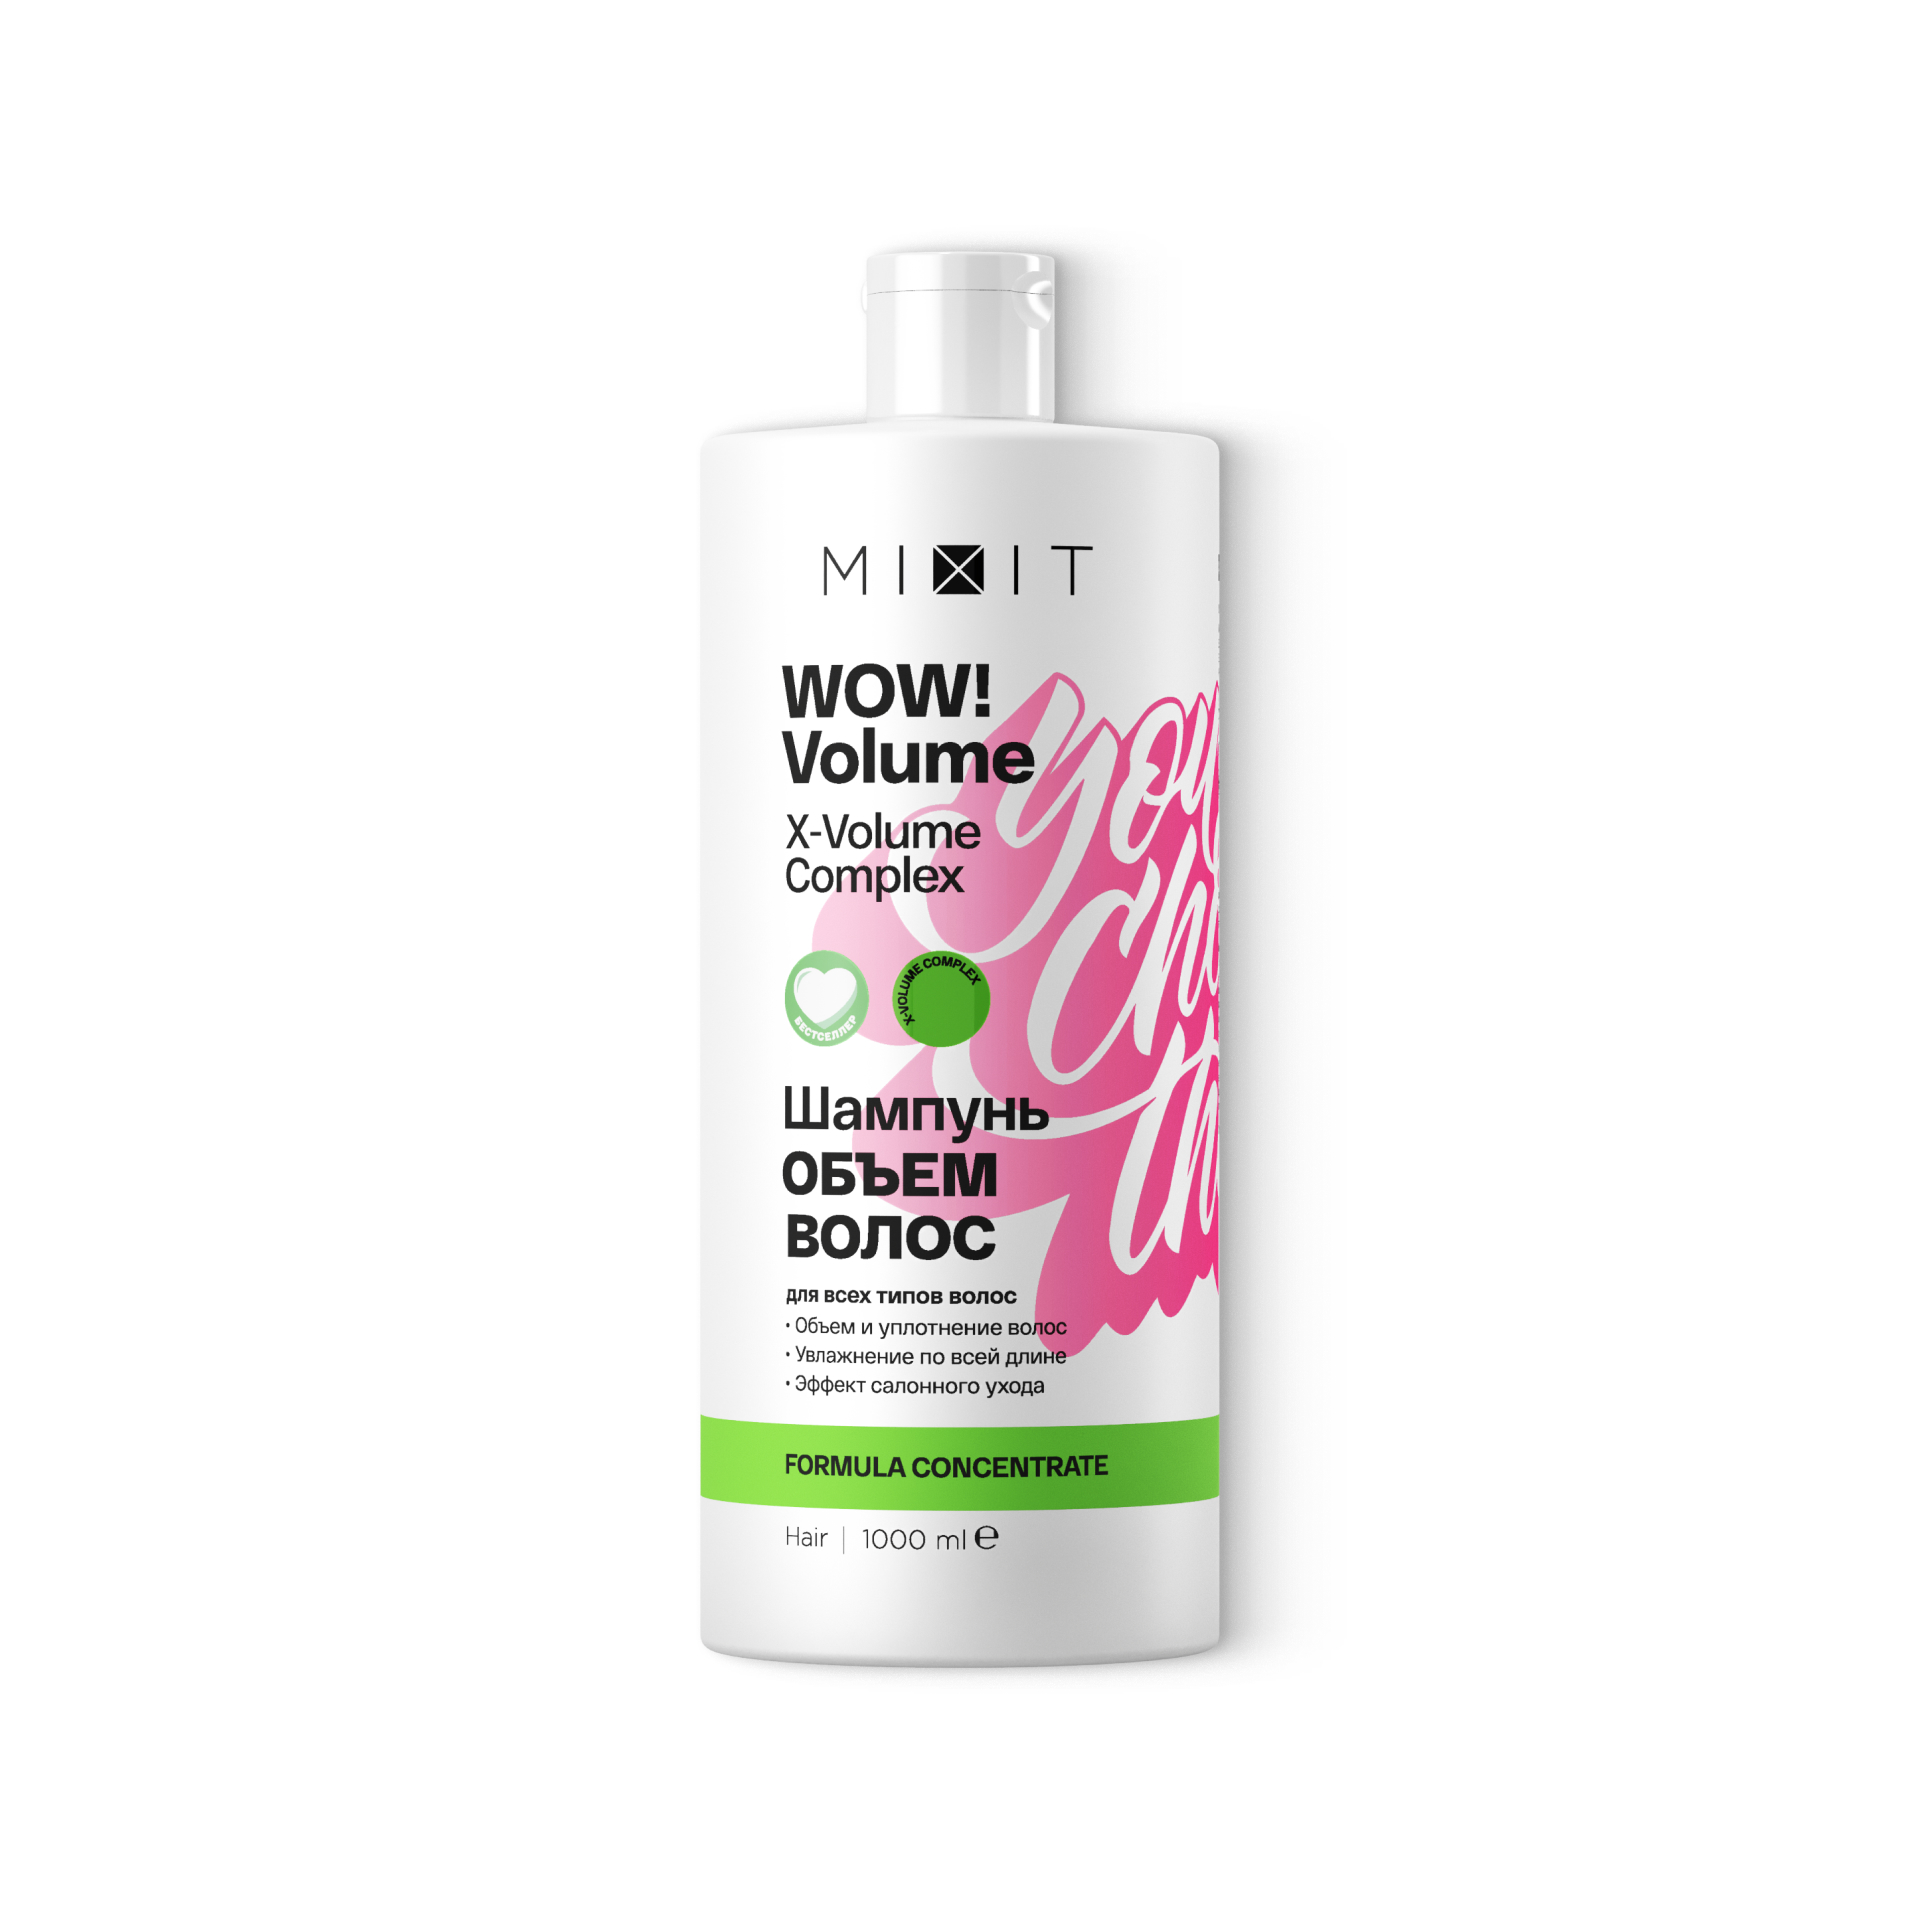 MIXIT
WOW!
Volume
X-Volume
Complex
БЕСТСЕЛЛЕР
X-VOLUME COMPLEX
Шампунь
ОБЪЕМ
ВОЛОС
для всех типов волос
• Объем и уплотнение волос
• Увлажнение по всей длине
• Эффект салонного ухода
FORMULA CONCENTRATE
Hair | 1000 ml ℮